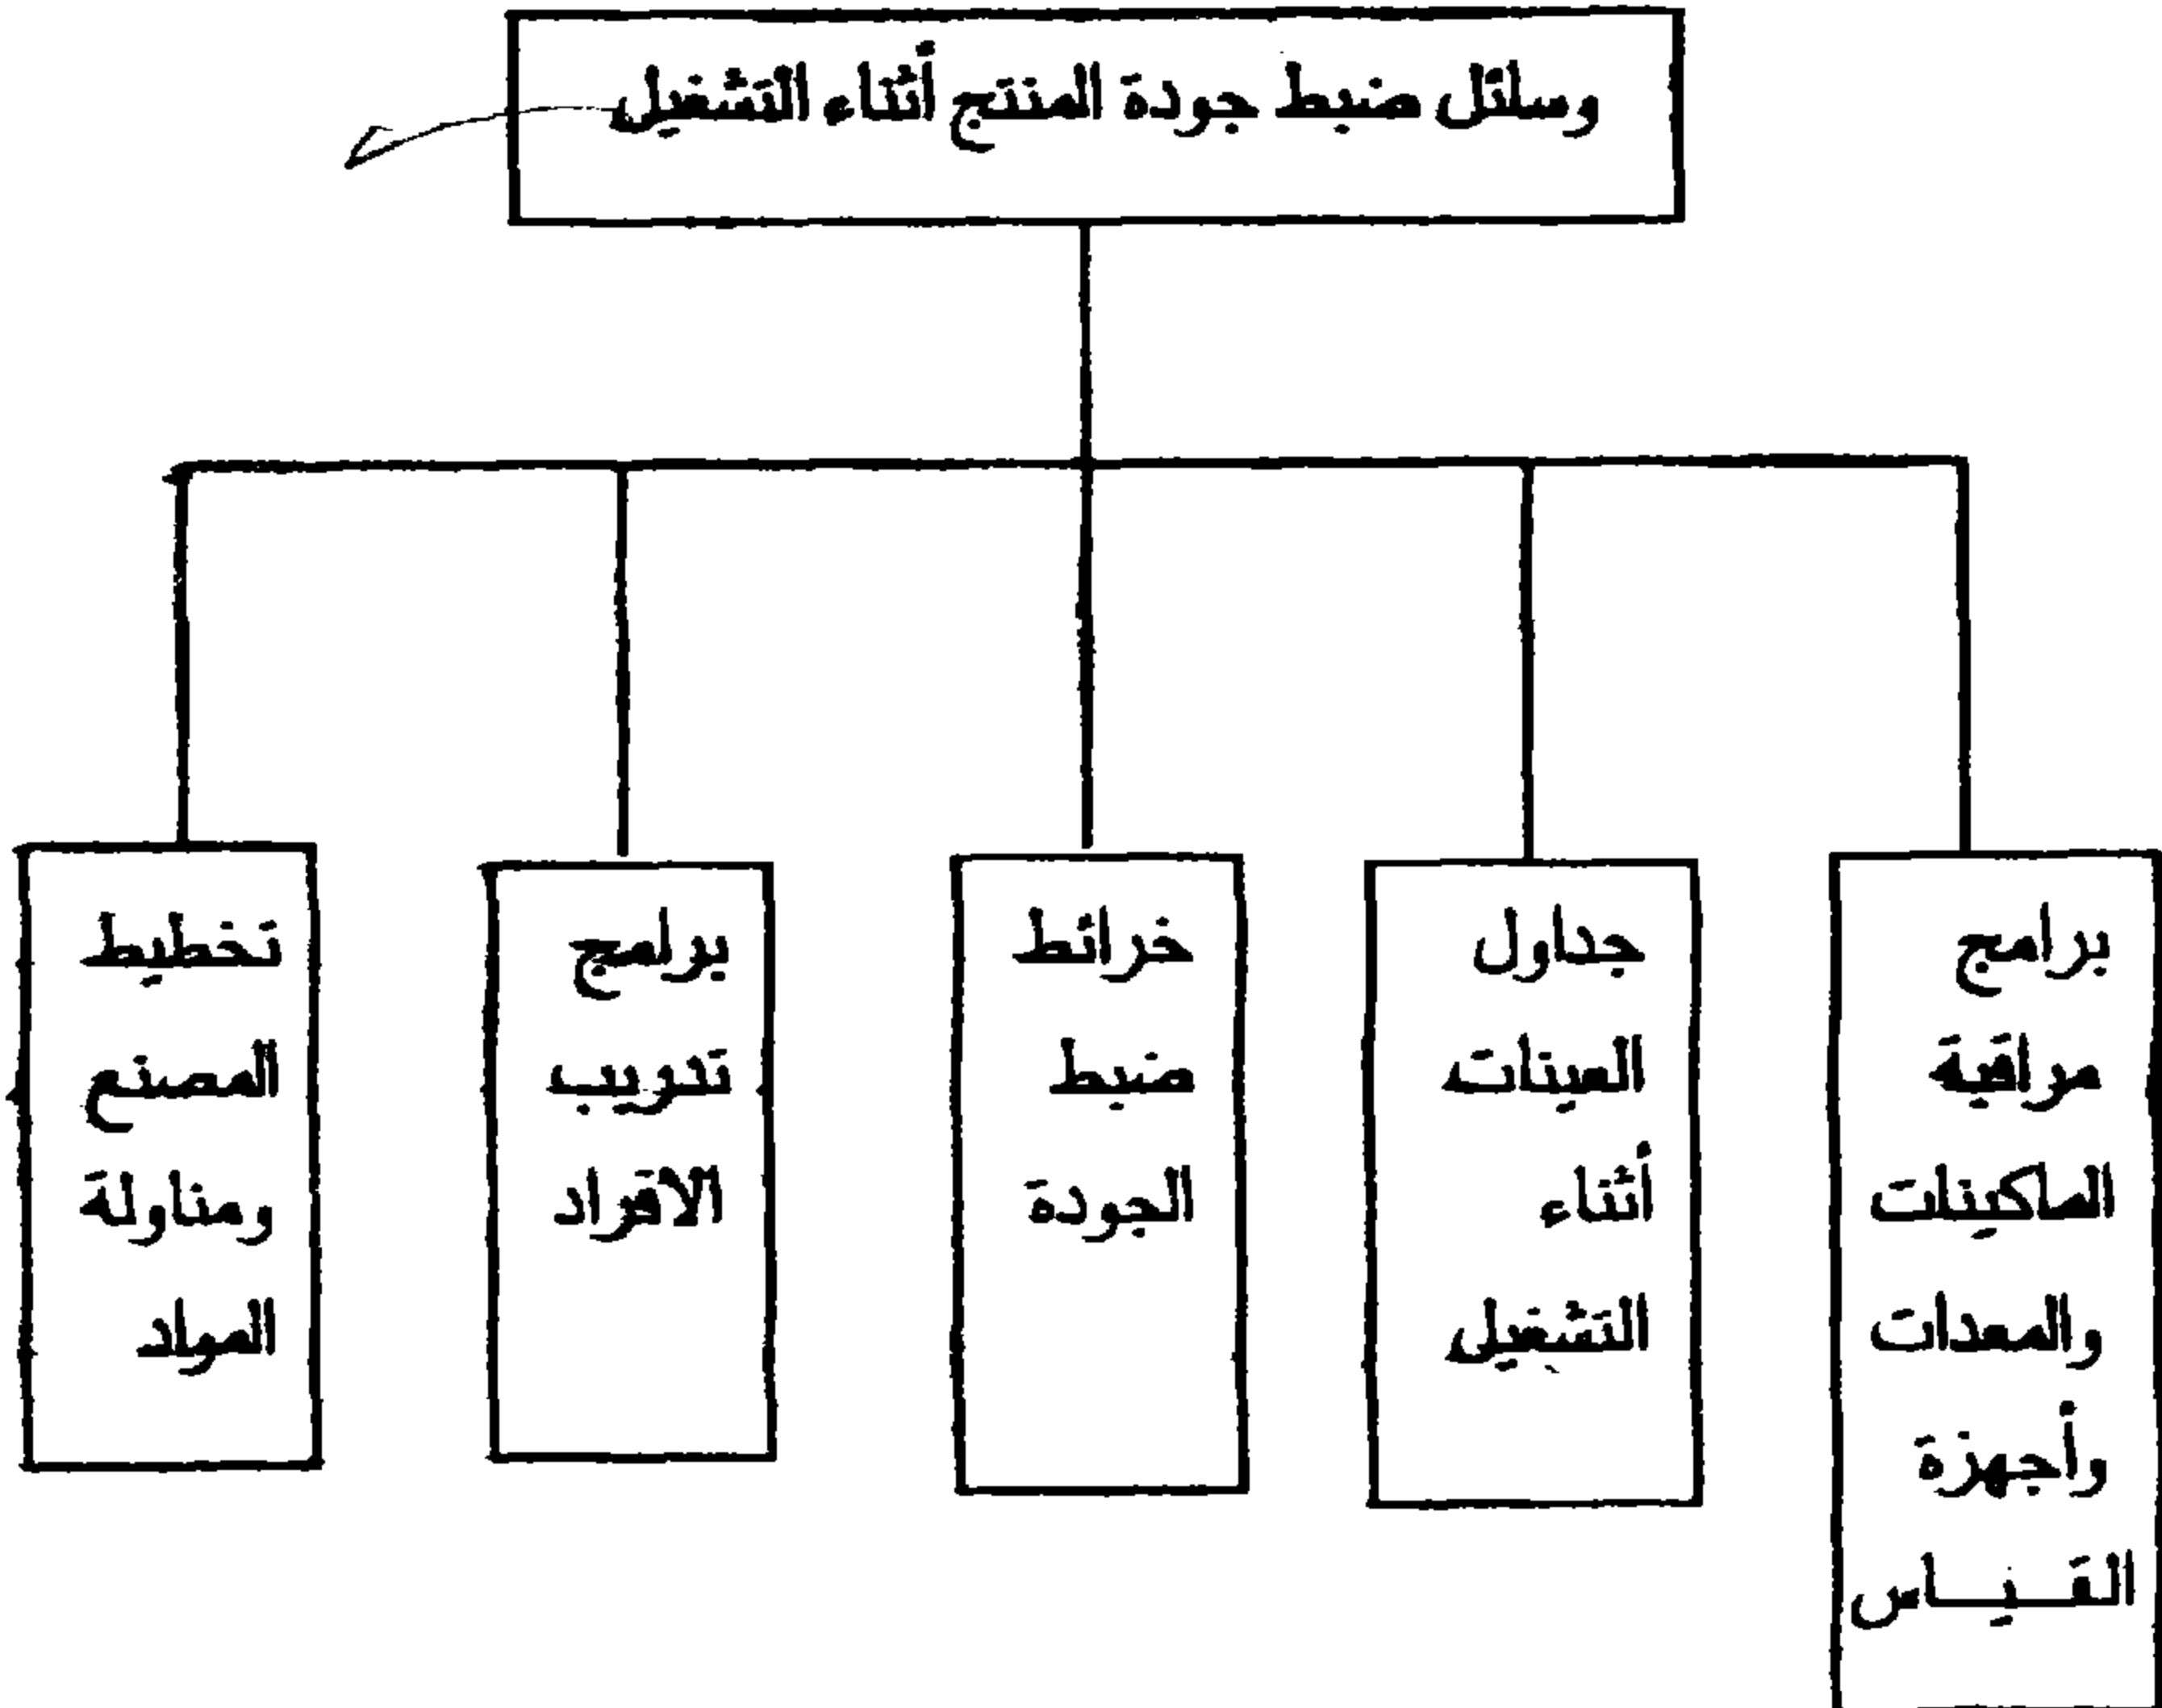 وسائل ضبط جودة المنتج أثناء التشغيل
برامج
مراقبة
الماكينات
والمعدات
وأجهزة
القيــاس
جداول
العينات
أثناء
التشغيل
خرائط
ضبط
الجودة
برامج
تدريب
الافراد
تخطيط
المصنع
ومناولة
المواد